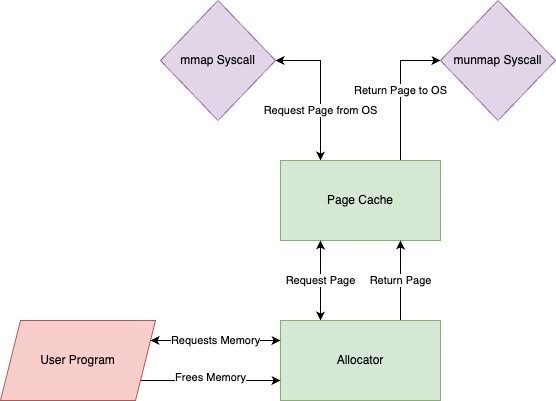 mmap Syscall
munmap Syscall
Return Page to OS
Request Page from OS
Page Cache
Request Page
Return Page
Requests Memory
User Program
Allocator
Frees Memory